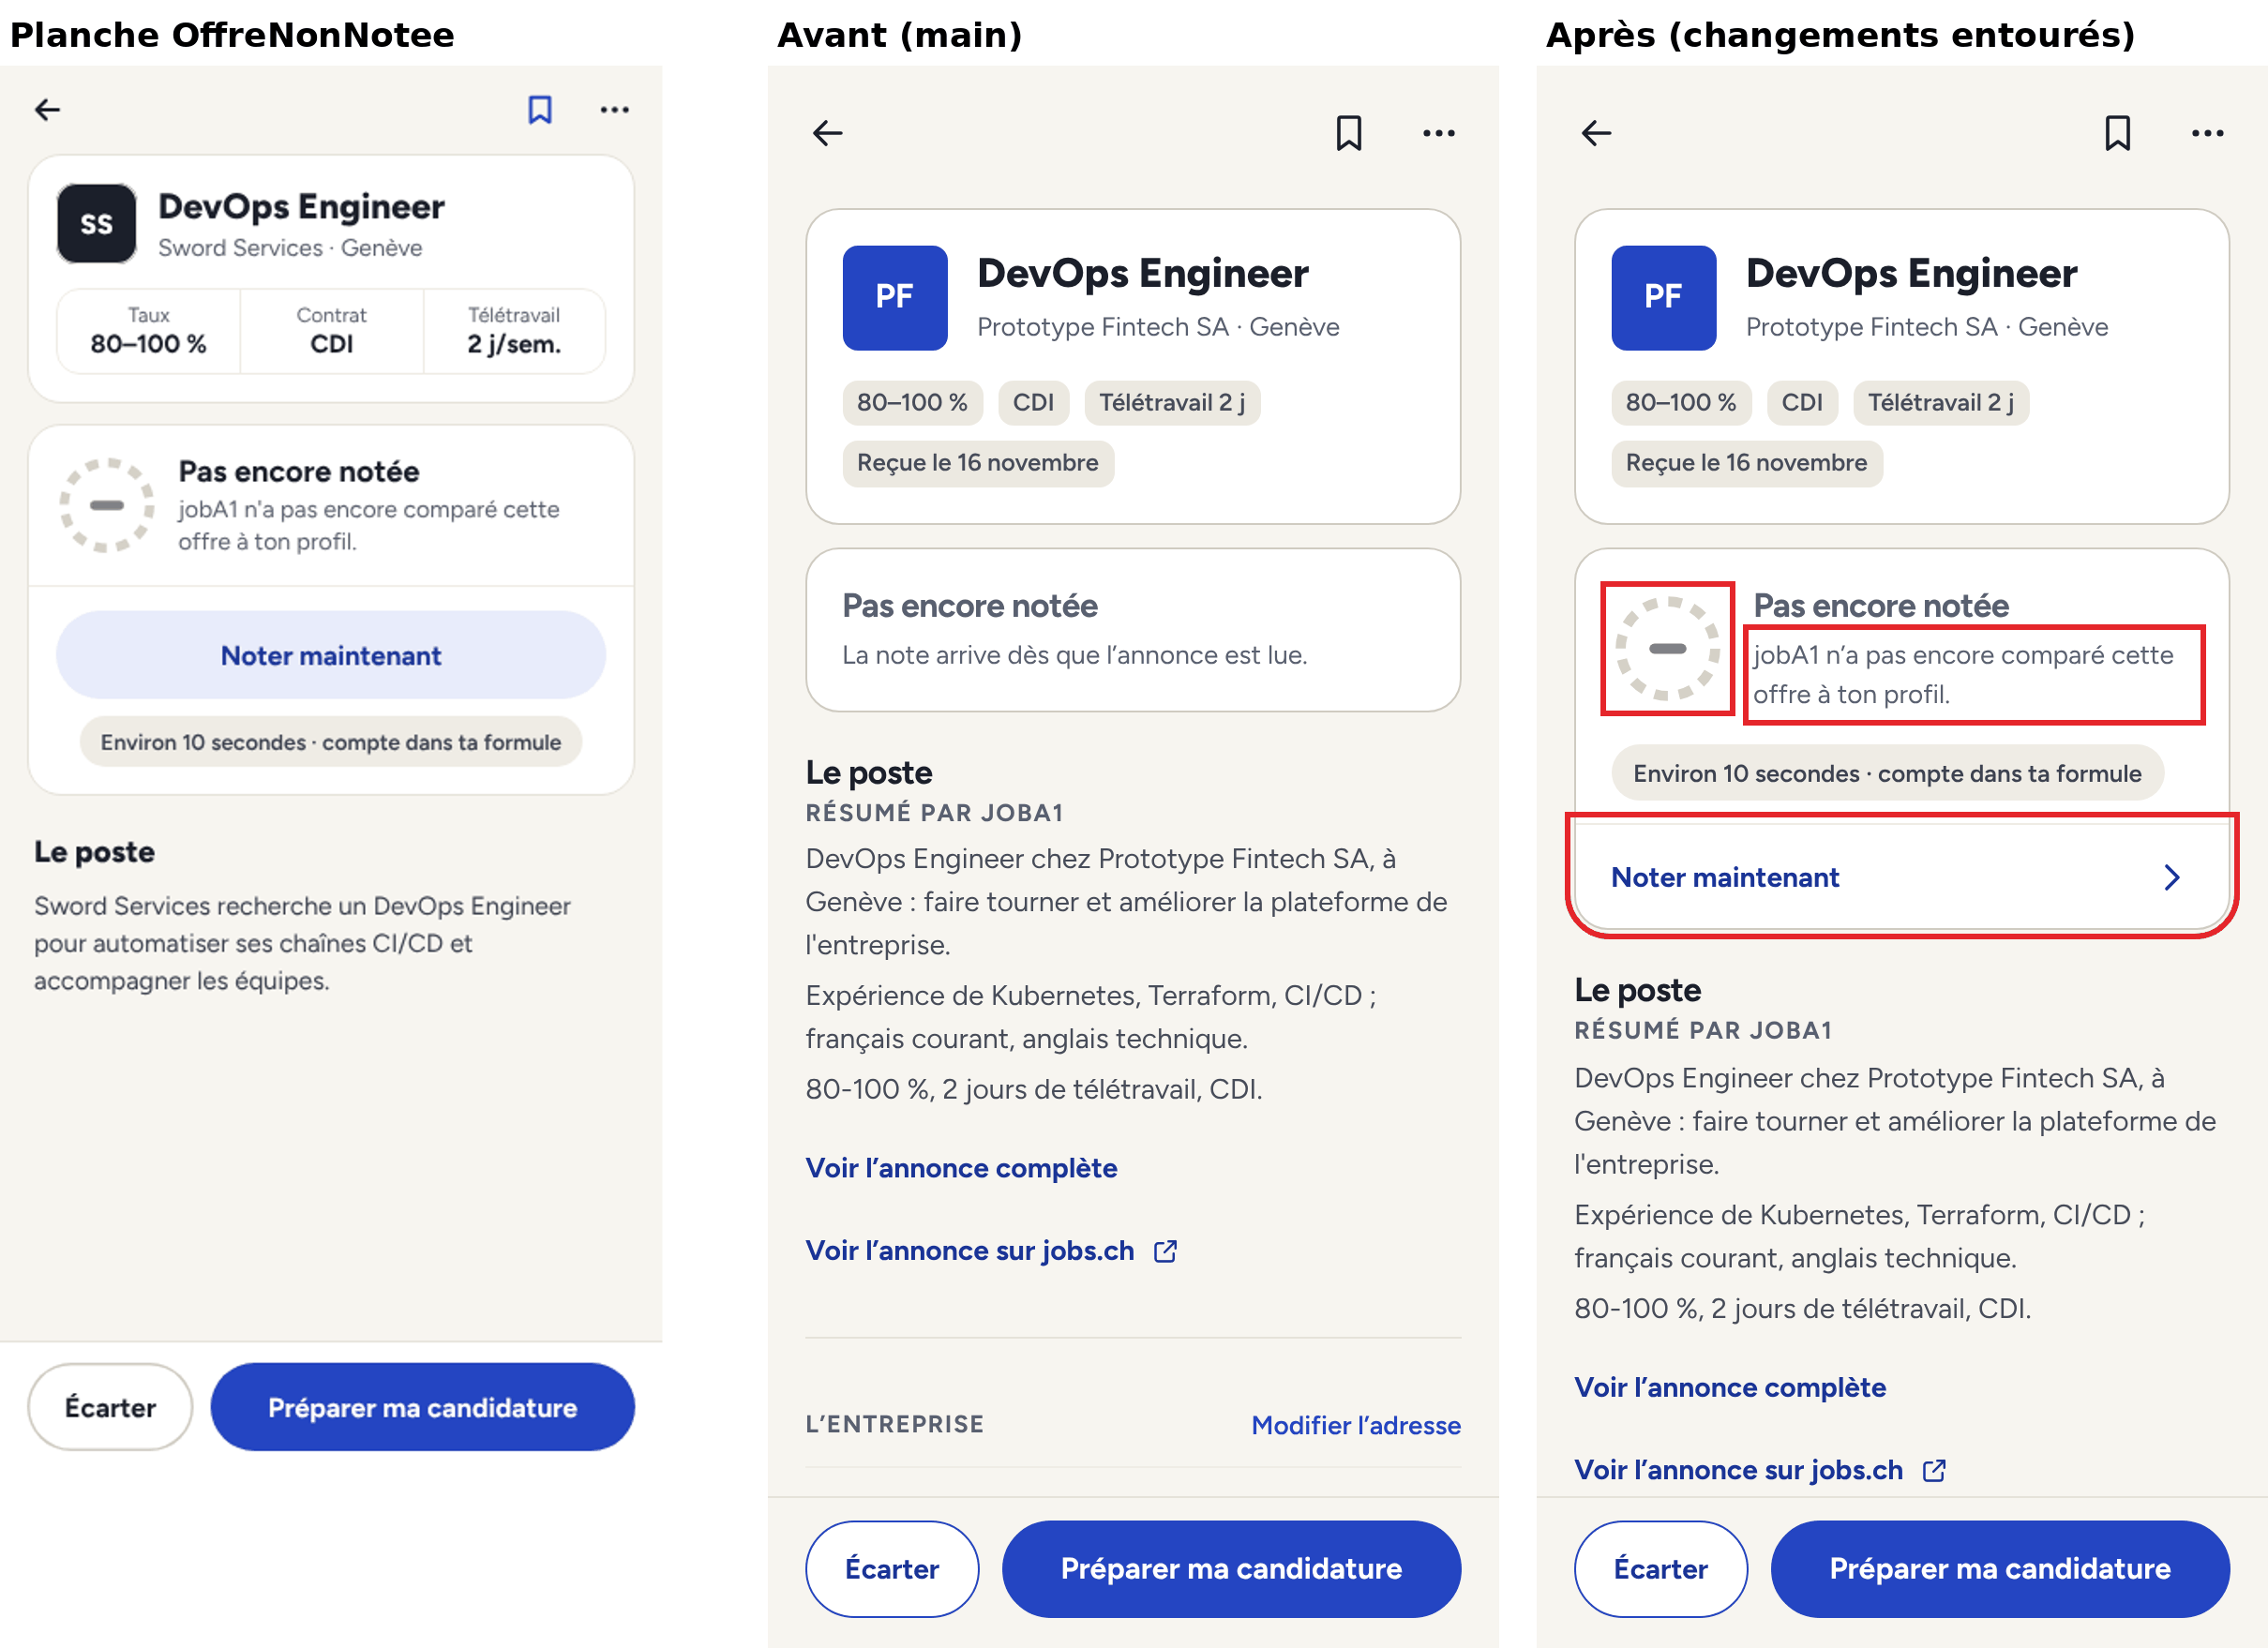 Planche OffreNonNotee
DevOps Engineer
SS
Sword Services · Genève
Taux
80–100 %
Contrat
CDI
Télétravail
2 j/sem.
Pas encore notée
jobA1 n'a pas encore comparé cette
offre à ton profil.
Noter maintenant
Environ 10 secondes · compte dans ta formule
Le poste
Sword Services recherche un DevOps Engineer
pour automatiser ses chaînes CI/CD et
accompagner les équipes.
Écarter
Préparer ma candidature
Avant (main)
PF
DevOps Engineer
Prototype Fintech SA · Genève
80–100 %
CDI
Télétravail 2 j
Reçue le 16 novembre
Pas encore notée
La note arrive dès que l’annonce est lue.
Le poste
RÉSUMÉ PAR JOBA1
DevOps Engineer chez Prototype Fintech SA, à
Genève : faire tourner et améliorer la plateforme de
l'entreprise.
Expérience de Kubernetes, Terraform, CI/CD ;
français courant, anglais technique.
80-100 %, 2 jours de télétravail, CDI.
Voir l’annonce complète
Voir l’annonce sur jobs.ch
L’ENTREPRISE
Modifier l’adresse
Écarter
Préparer ma candidature
Après (changements entourés)
PF
DevOps Engineer
Prototype Fintech SA · Genève
80–100 %
CDI
Télétravail 2 j
Reçue le 16 novembre
Pas encore notée
jobA1 n’a pas encore comparé cette
offre à ton profil.
Environ 10 secondes · compte dans ta formule
Noter maintenant
Le poste
RÉSUMÉ PAR JOBA1
DevOps Engineer chez Prototype Fintech SA, à
Genève : faire tourner et améliorer la plateforme de
l'entreprise.
Expérience de Kubernetes, Terraform, CI/CD ;
français courant, anglais technique.
80-100 %, 2 jours de télétravail, CDI.
Voir l’annonce complète
Voir l’annonce sur jobs.ch
Écarter
Préparer ma candidature